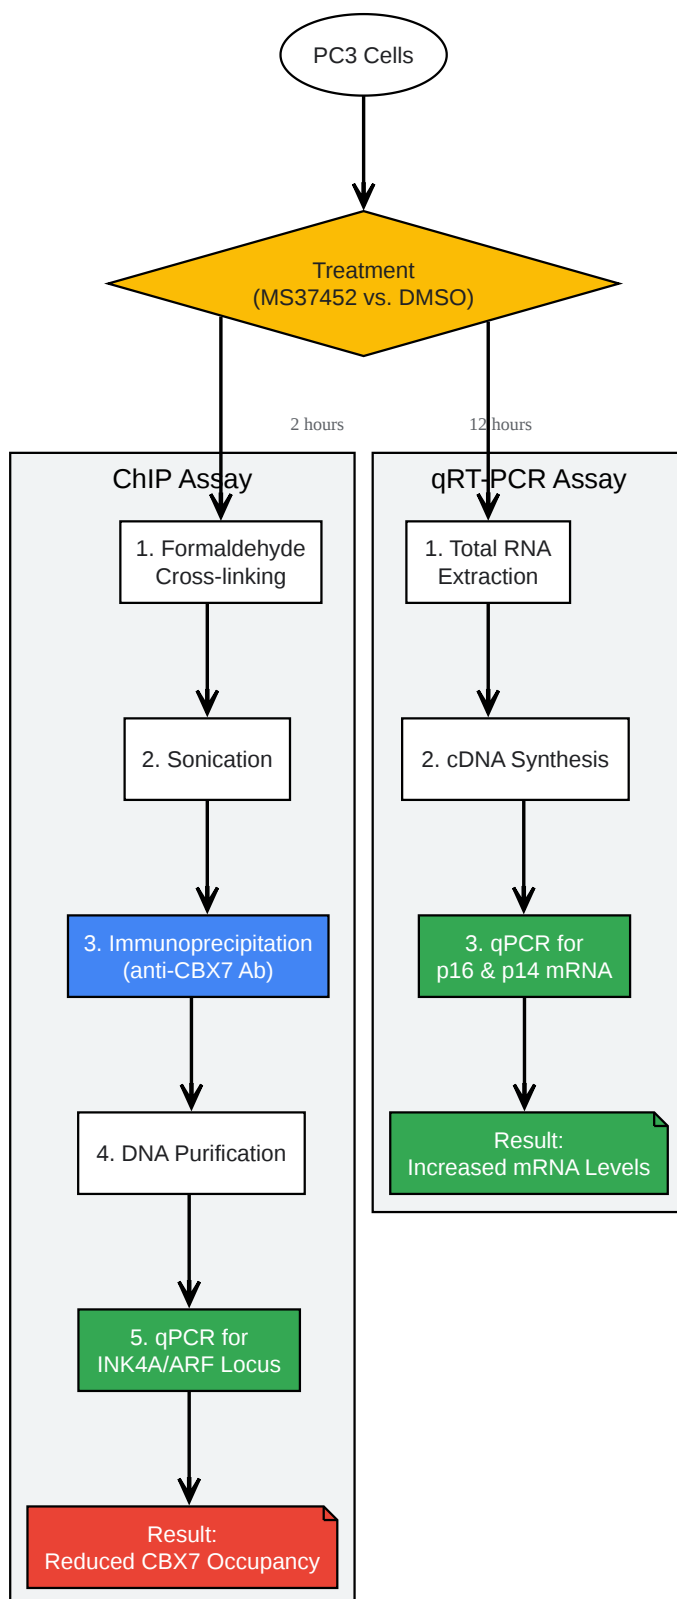 PC3 Cells
Treatment
(MS37452 vs. DMSO)
2 hours
12 hours
ChIP Assay
1. Formaldehyde
Cross-linking
2. Sonication
3. Immunoprecipitation
(anti-CBX7 Ab)
4. DNA Purification
5. qPCR for
INK4A/ARF Locus
Result:
Reduced CBX7 Occupancy
qRT-PCR Assay
1. Total RNA
Extraction
2. cDNA Synthesis
3. qPCR for
p16 & p14 mRNA
Result:
Increased mRNA Levels